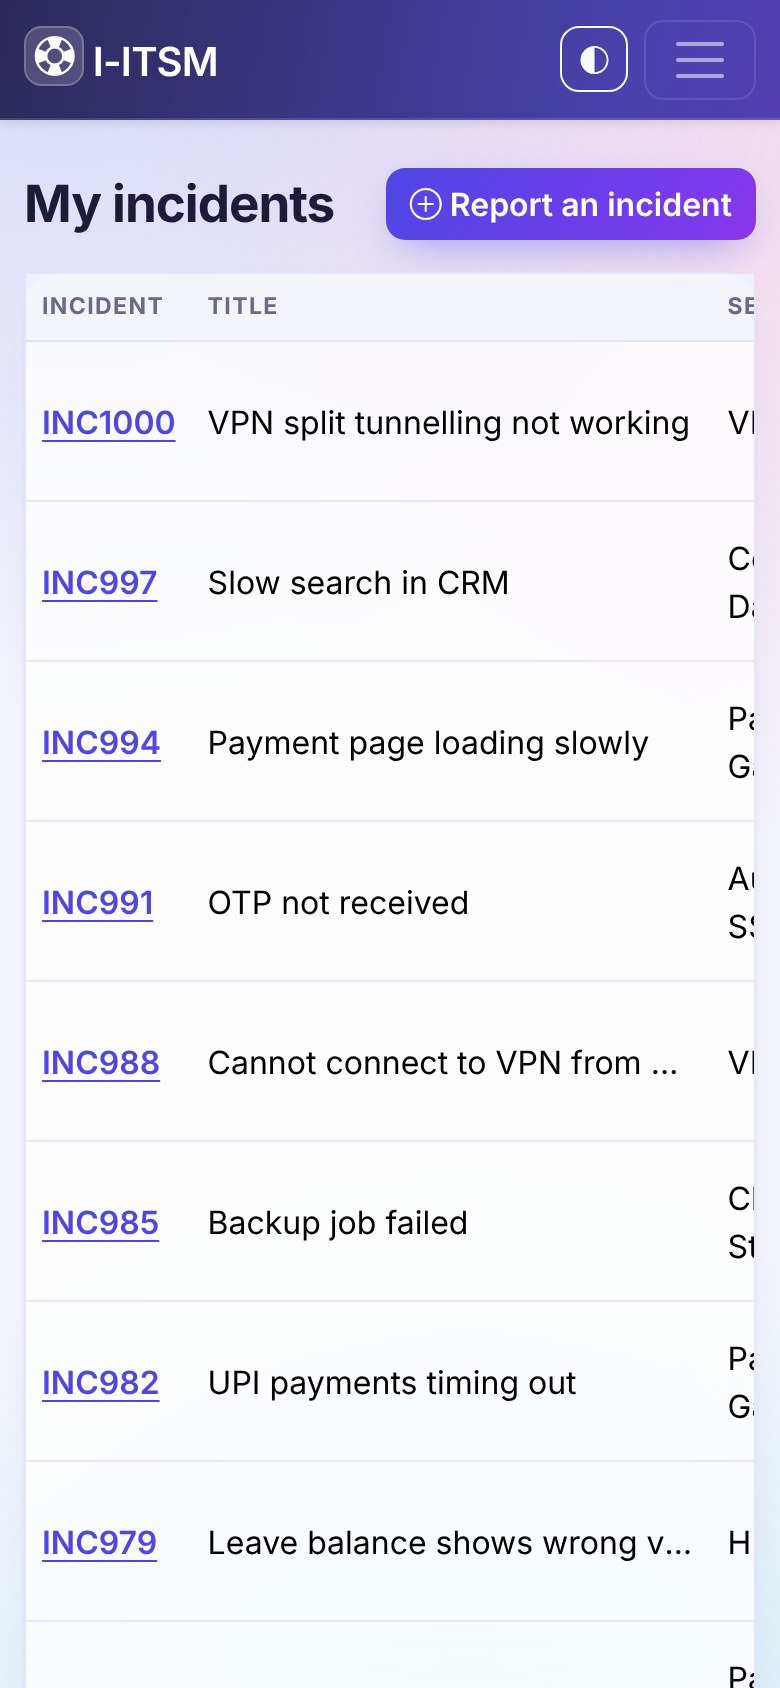 I-ITSM
My incidents
Report an incident
INCIDENT TITLE
INC1000 VPN split tunnelling not working
INC997 Slow search in CRM
INC994 Payment page loading slowly
INC991 OTP not received
INC988 Cannot connect to VPN from ...
INC985 Backup job failed
INC982 UPI payments timing out
INC979 Leave balance shows wrong v...